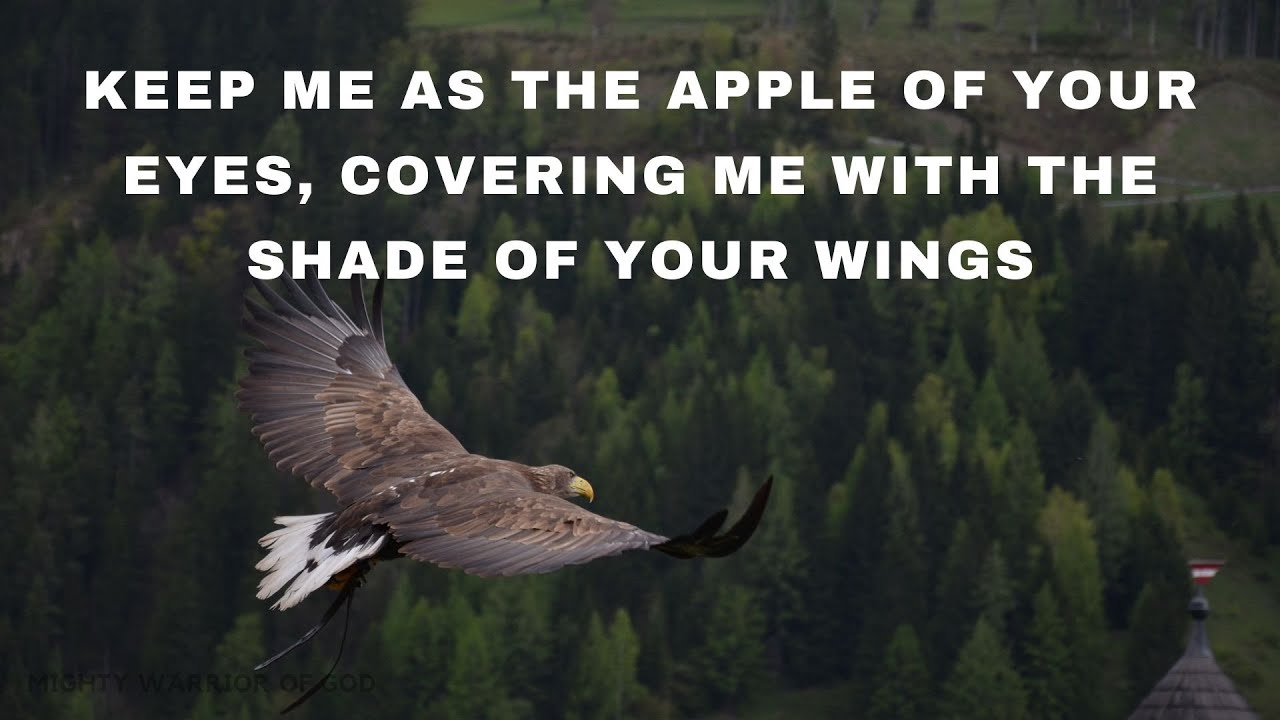 KEEP ME AS THE APPLE OF YOUR
EYES, COVERING ME WITH THE
SHADE OF YOUR WINGS
MIGHTY WARRIOR OF GOD